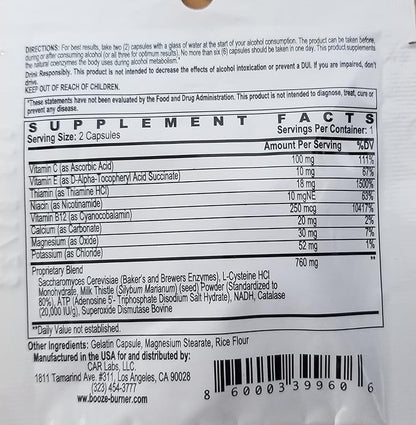 DIRECTIONS: For best results, take two (2) capsules with a glass of water at the start of your alcohol consumption. The product can be taken before,
during or after consuming alcohol (or all three for optimum results). No more than six (6) capsules should be taken in one day. This product supplements
the natural coenzymes the body uses during alcohol metabolism.*
Drink Responsibly. This product is not intended to decrease the effects of alcohol intoxication or prevent a DUI. If you are impaired, don't
drive.
KEEP OUT OF REACH OF CHILDREN.
*These statements have not been evaluated by the Food and Drug Administration. This product is not intended to diagnose, treat, cure or
prevent any disease.
SUPPLEMENT FACTS
Serving Size: 2 Capsules Servings Per Container: 1
Amount Per Serving %DV
Vitamin C (as Ascorbic Acid) 100 mg 111%
Vitamin E (as D-Alpha-Tocopheryl Acid Succinate) 10 mg 67%
Thiamin (as Thiamine HCl) 18 mg 1500%
Niacin (as Nicotinamide) 10 mgNE 63%
Vitamin B12 (as Cyanocobalamin) 250 mcg 10417%
Calcium (as Carbonate) 20 mg 2%
Magnesium (as Oxide) 30 mg 7%
Potassium (as Chloride) 52 mg 1%
Proprietary Blend 760 mg **
Saccharomyces Cerevisiae (Baker's and Brewers Enzymes), L-Cysteine HCl
Monohydrate, Milk Thistle (Silybum Marianum) (seed) Powder (Standardized to
80%), ATP (Adenosine 5'- Triphosphate Disodium Salt Hydrate), NADH, Catalase
(20,000 IU/g), Superoxide Dismutase Bovine
**Daily Value not established.
Other Ingredients: Gelatin Capsule, Magnesium Stearate, Rice Flour
Manufactured in the USA for and distributed by:
CAR Labs, LLC.
1811 Tamarind Ave. #311, Los Angeles, CA 90028
(323) 454-3777
www.booze-burner.com
8 60003 39960 6